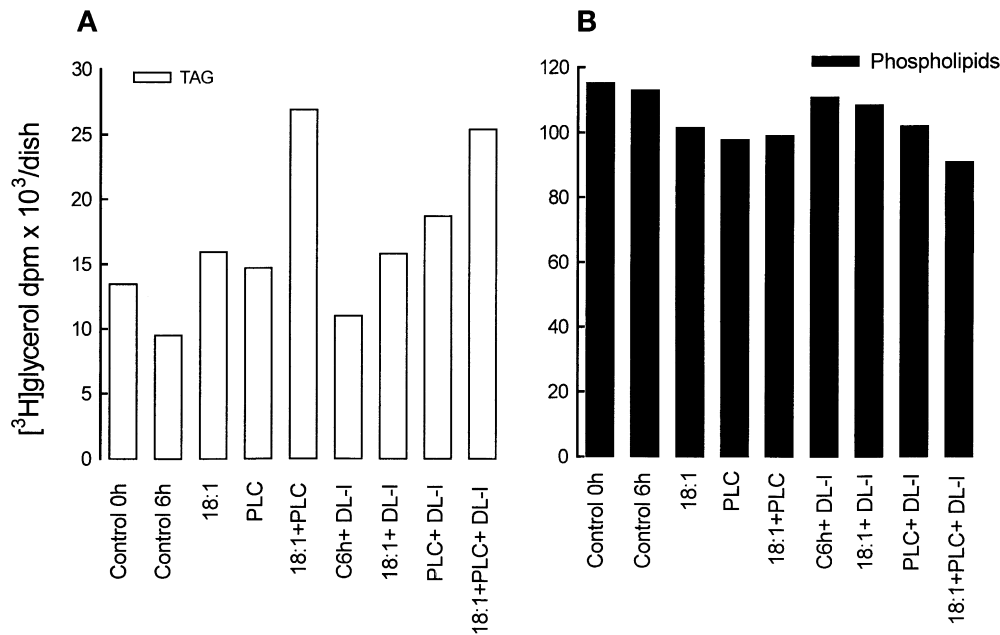 A
B
[³H]glycerol dpm x 10³/dish
30
25
20
15
10
5
0
TAG
Control 0h
Control 6h
18:1
PLC
18:1+PLC
C6h+ DL-I
18:1+ DL-I
PLC+ DL-I
18:1+PLC+ DL-I
120
100
80
60
40
20
0
Phospholipids
Control 0h
Control 6h
18:1
PLC
18:1+PLC
C6h+ DL-I
18:1+ DL-I
PLC+ DL-I
18:1+PLC+ DL-I